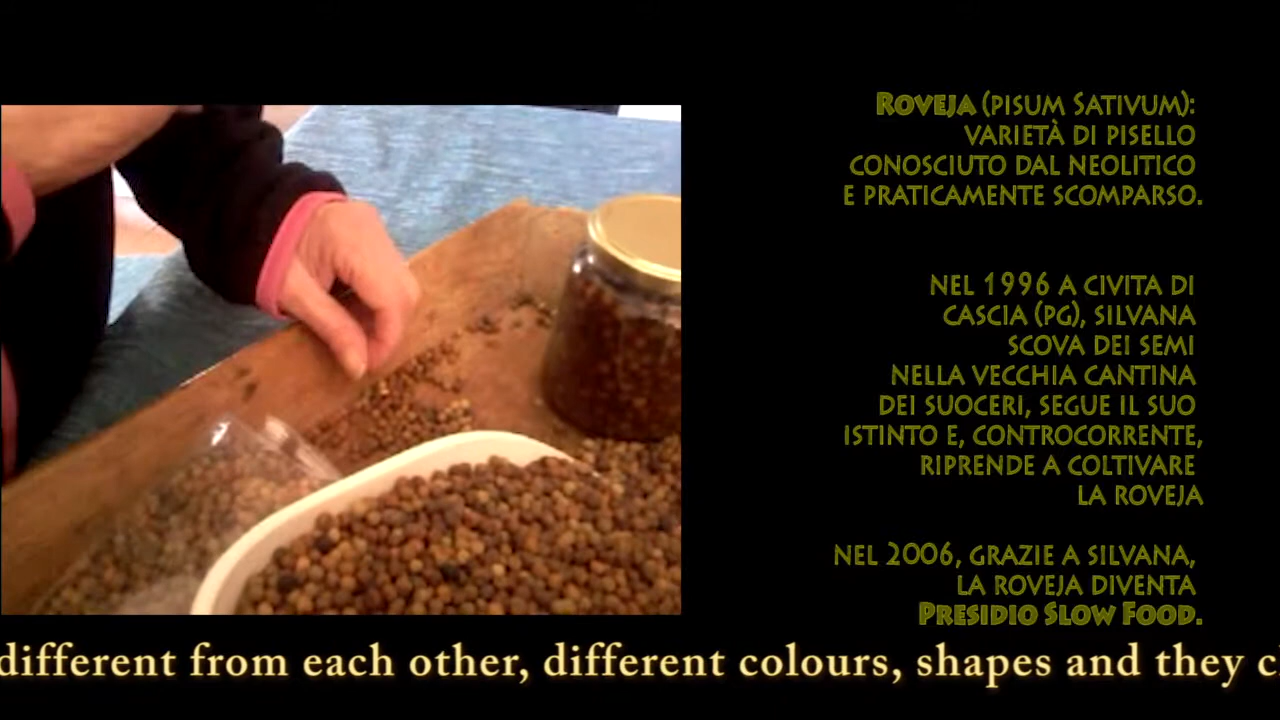 Roveja (pisum Sativum):
varietà di pisello
conosciuto dal neolitico
e praticamente scomparso.
Nel 1996 a Civita di
Cascia (PG), Silvana
scova dei semi
nella vecchia cantina
dei suoceri, segue il suo
istinto e, controcorrente,
riprende a coltivare
la roveja
Nel 2006, grazie a Silvana,
la roveja diventa
Presidio Slow Food.
different from each other, different colours, shapes and they